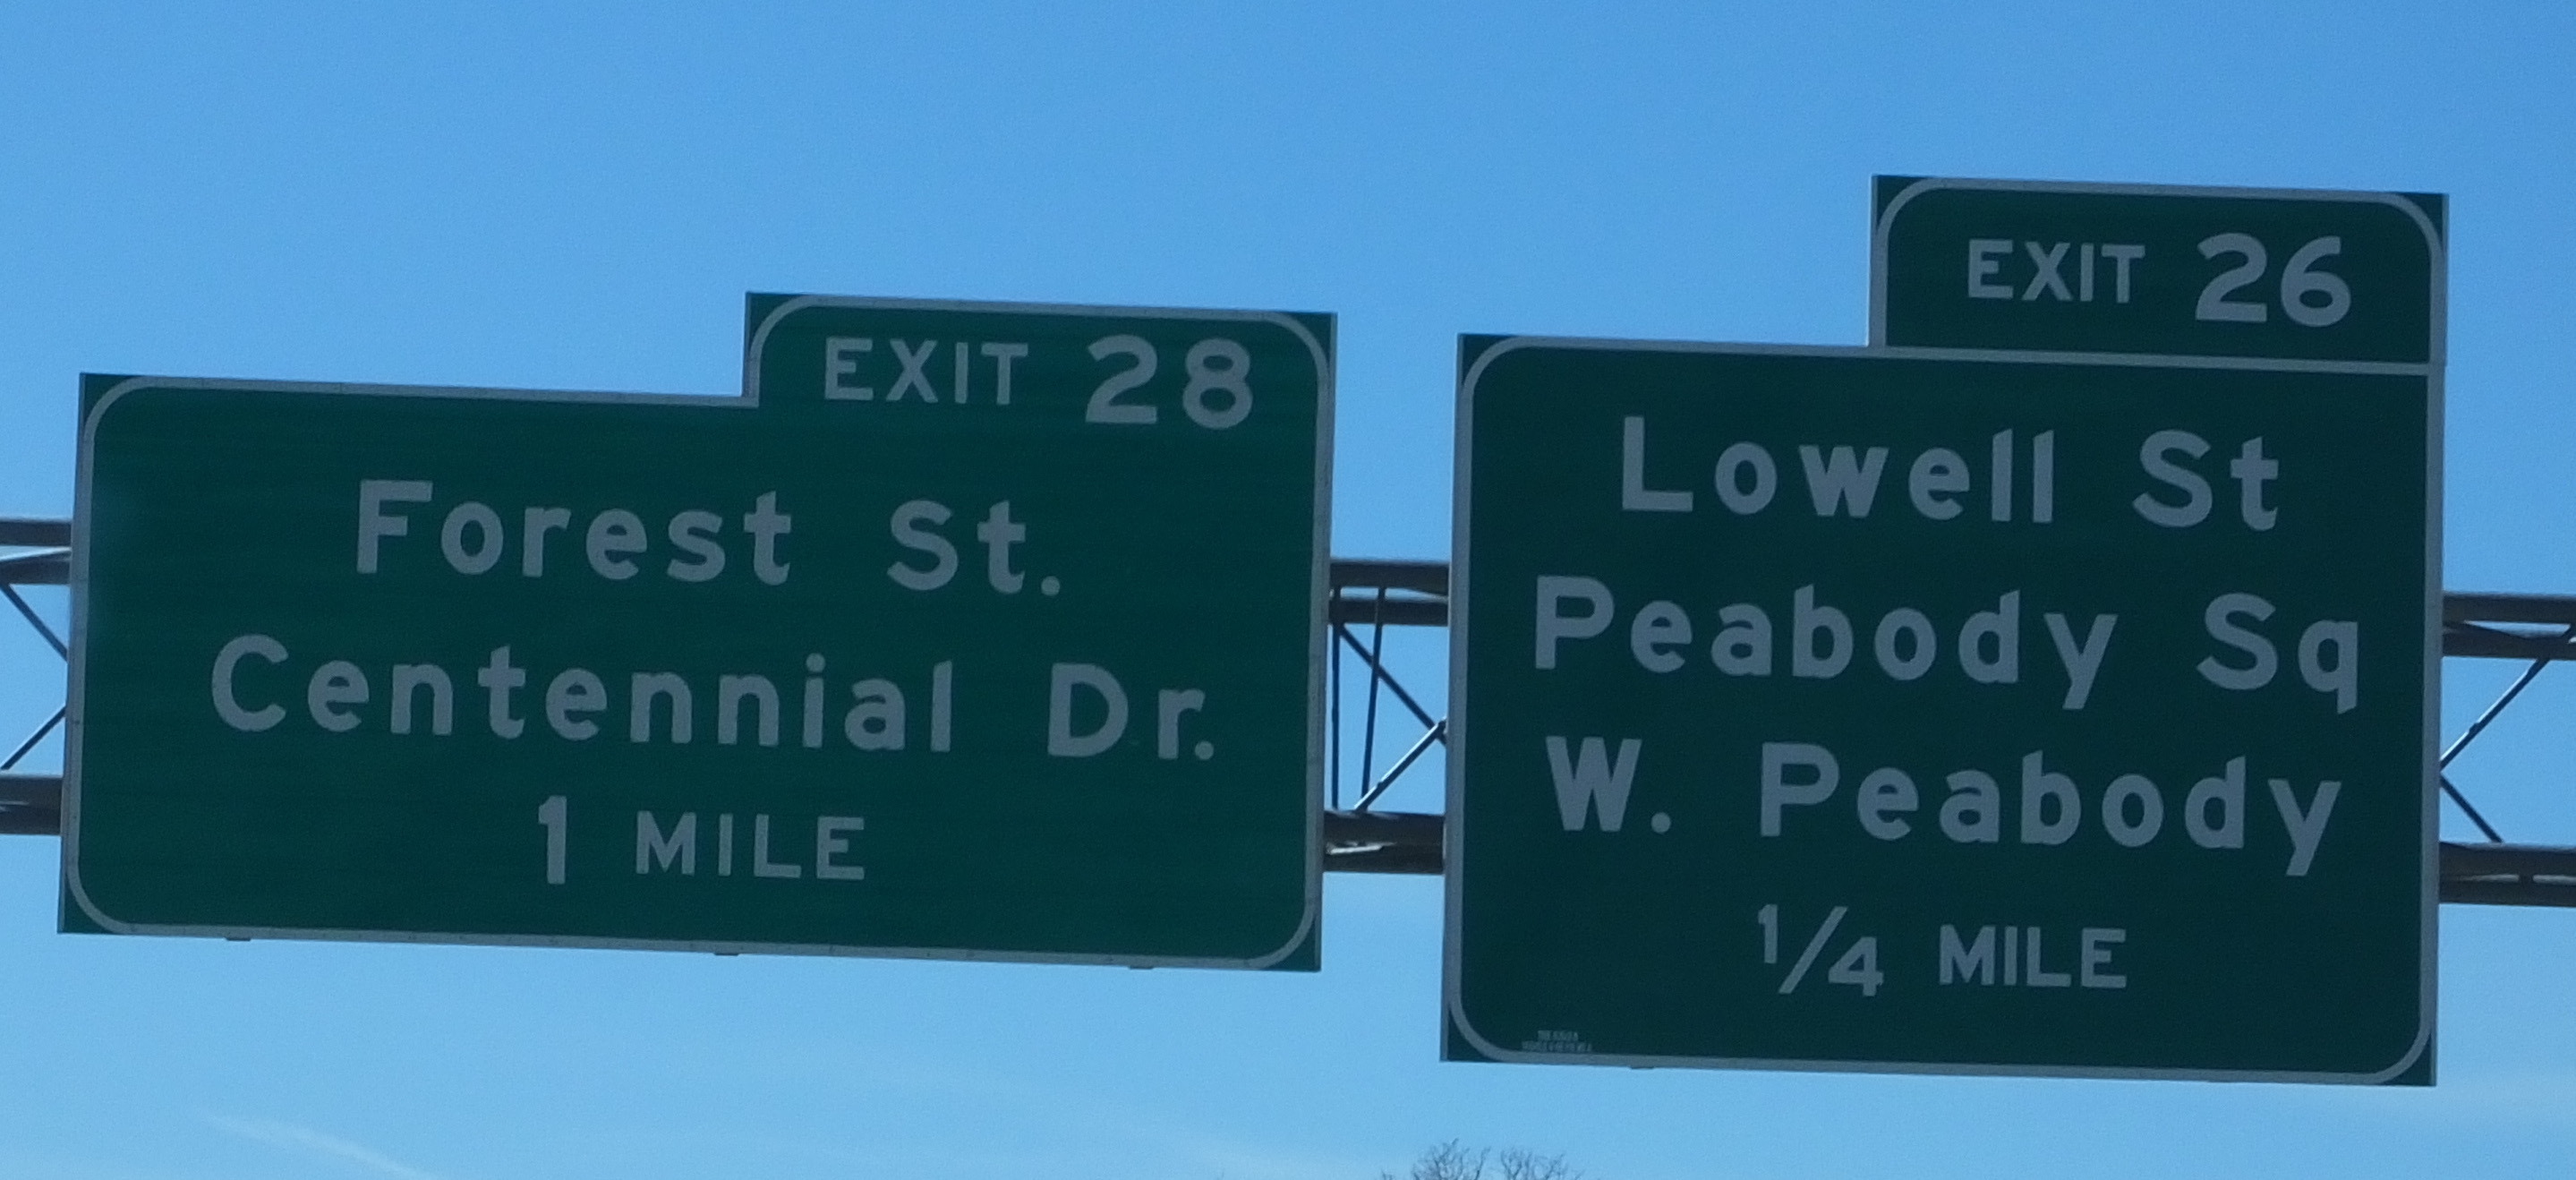 EXIT 28
Forest St.
Centennial Dr.
1 MILE
EXIT 26
Lowell St
Peabody Sq
W. Peabody
1/4 MILE